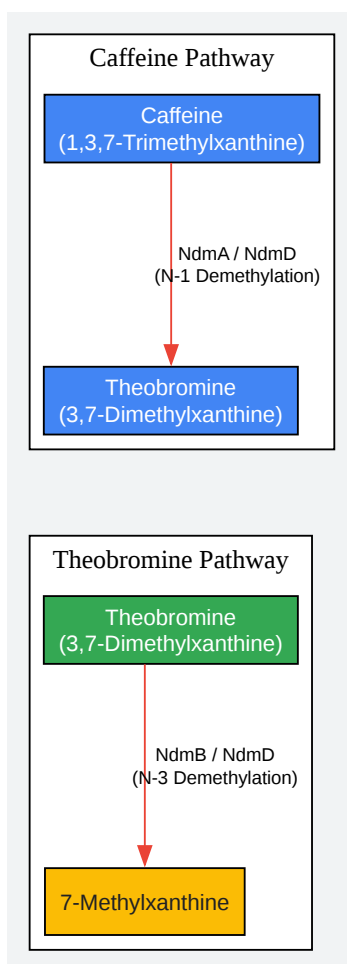 Caffeine Pathway
Caffeine
(1,3,7-Trimethylxanthine)
NdmA / NdmD
(N-1 Demethylation)
Theobromine
(3,7-Dimethylxanthine)
Theobromine Pathway
Theobromine
(3,7-Dimethylxanthine)
NdmB / NdmD
(N-3 Demethylation)
7-Methylxanthine